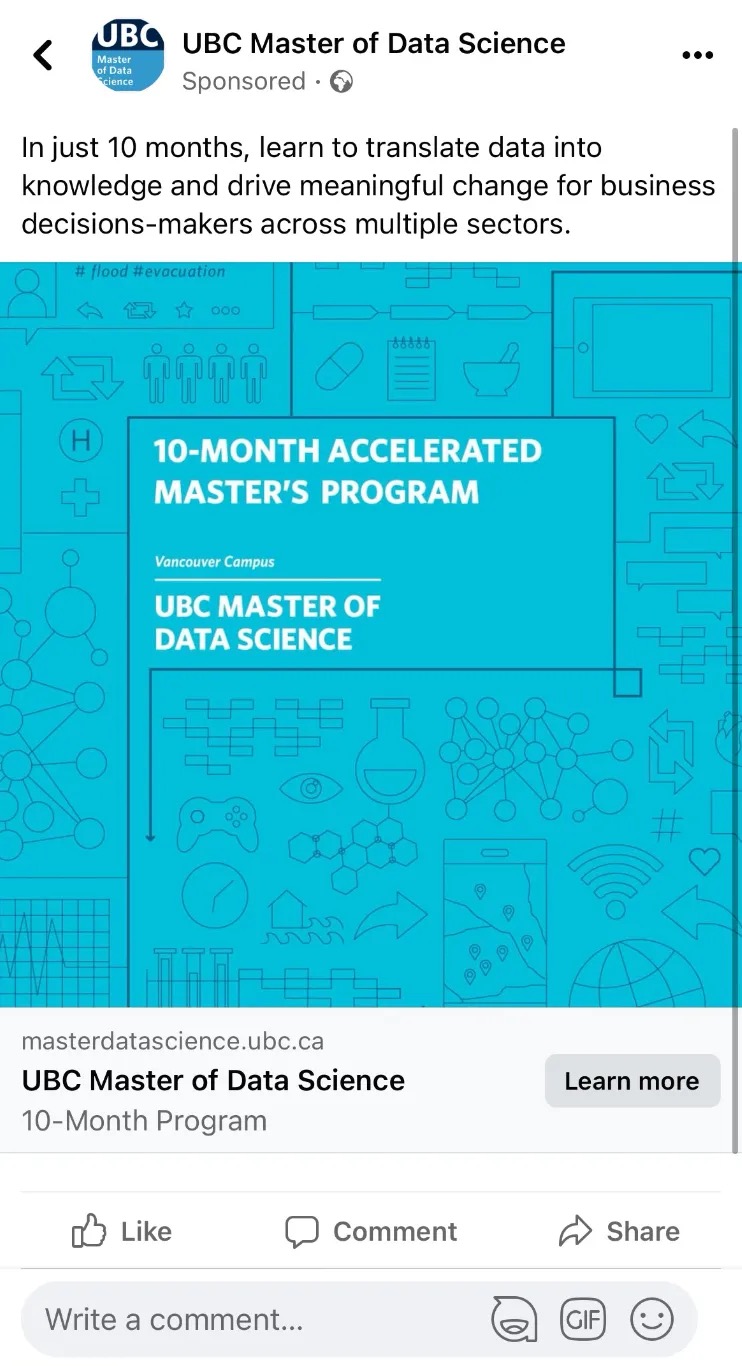 UBC
Master
of Data
Science
UBC Master of Data Science
Sponsored ·
In just 10 months, learn to translate data into
knowledge and drive meaningful change for business
decisions-makers across multiple sectors.
# flood #evacuation
H
10-MONTH ACCELERATED
MASTER'S PROGRAM
Vancouver Campus
UBC MASTER OF
DATA SCIENCE
#
masterdatascience.ubc.ca
UBC Master of Data Science
10-Month Program
Learn more
Like
Comment
Share
Write a comment...
GIF